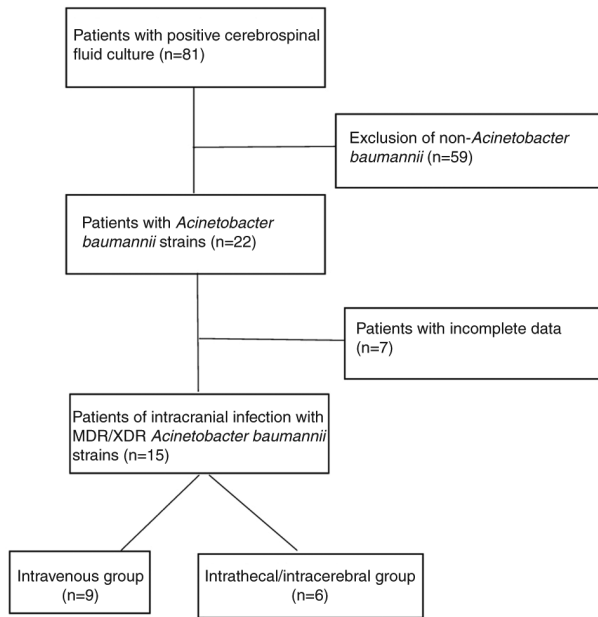 Patients with positive cerebrospinal
fluid culture (n=81)
Exclusion of non-Acinetobacter
baumannii (n=59)
Patients with Acinetobacter
baumannii strains (n=22)
Patients with incomplete data
(n=7)
Patients of intracranial infection with
MDR/XDR Acinetobacter baumannii
strains (n=15)
Intravenous group
(n=9)
Intrathecal/intracerebral group
(n=6)